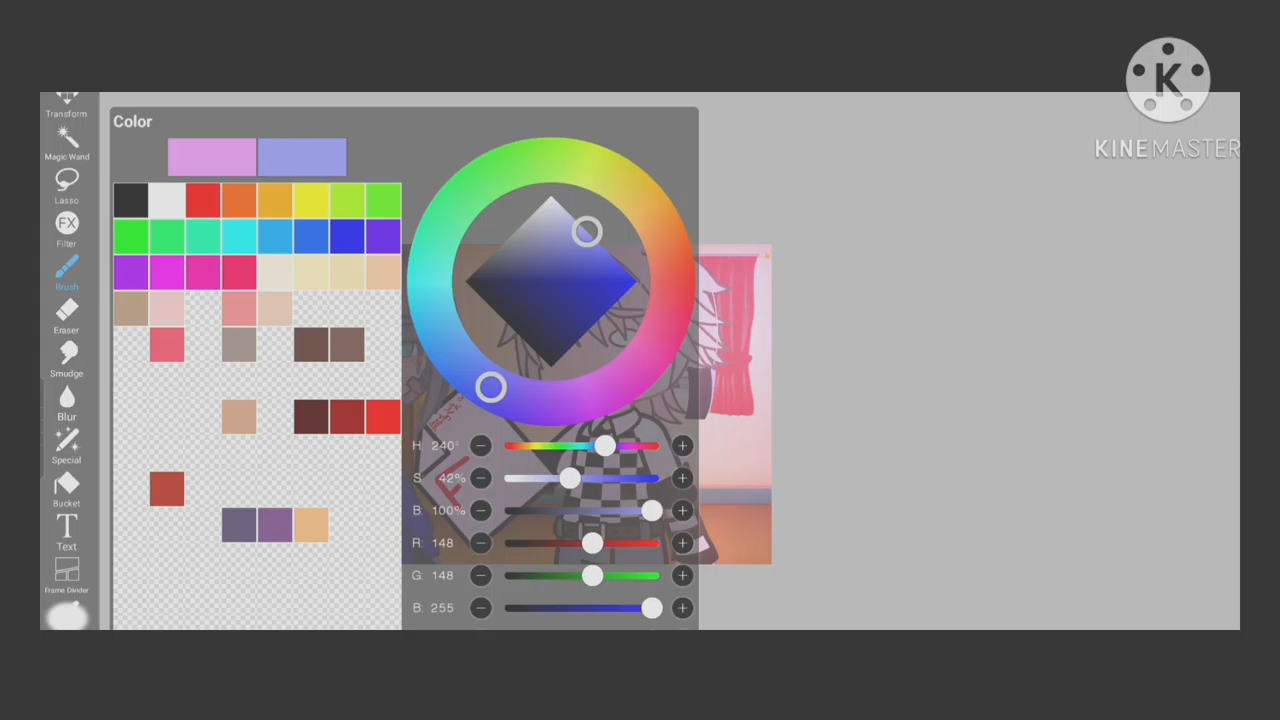 K
KINEMASTER
Transform
Magic Wand
Lasso
FX
Filter
Brush
Eraser
Smudge
Blur
Special
Bucket
T
Text
Frame Divider
Color
H: 240°
S: 42%
B: 100%
R: 148
G: 148
B: 255